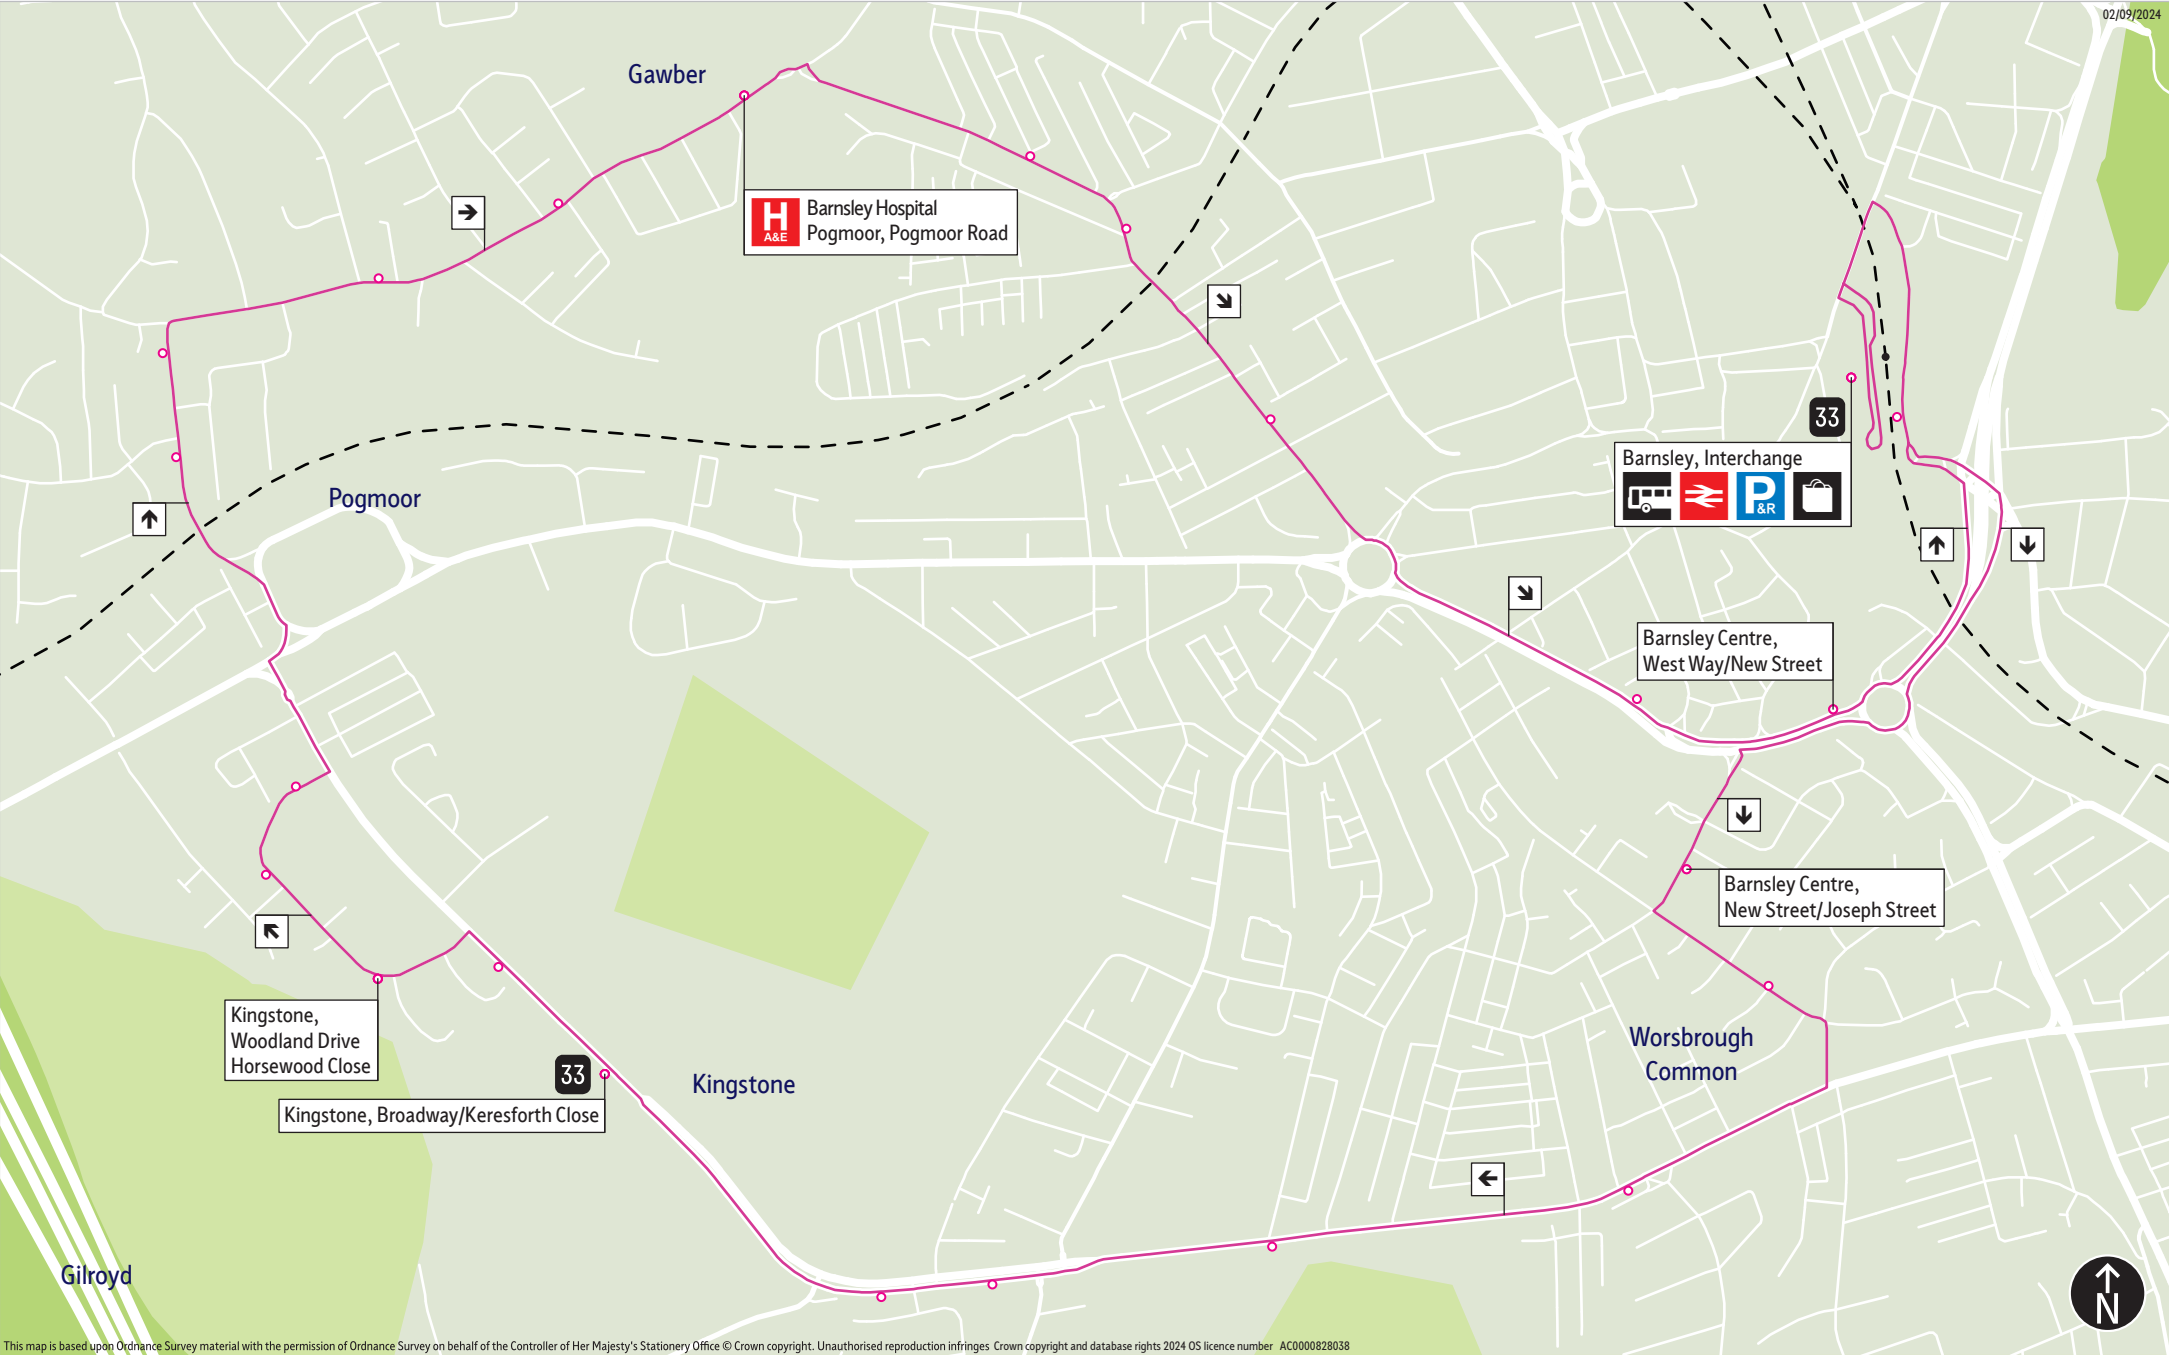 02/09/2024
Gawber
H
A&E
Barnsley Hospital
Pogmoor, Pogmoor Road
33
Barnsley, Interchange
P
&R
Pogmoor
Barnsley Centre,
West Way/New Street
Barnsley Centre,
New Street/Joseph Street
Kingstone,
Woodland Drive
Horsewood Close
33
Kingstone
Kingstone, Broadway/Keresforth Close
Worsbrough
Common
Gilroyd
N
This map is based upon Ordnance Survey material with the permission of Ordnance Survey on behalf of the Controller of Her Majesty's Stationery Office © Crown copyright. Unauthorised reproduction infringes Crown copyright and database rights 2024 OS licence number AC0000828038